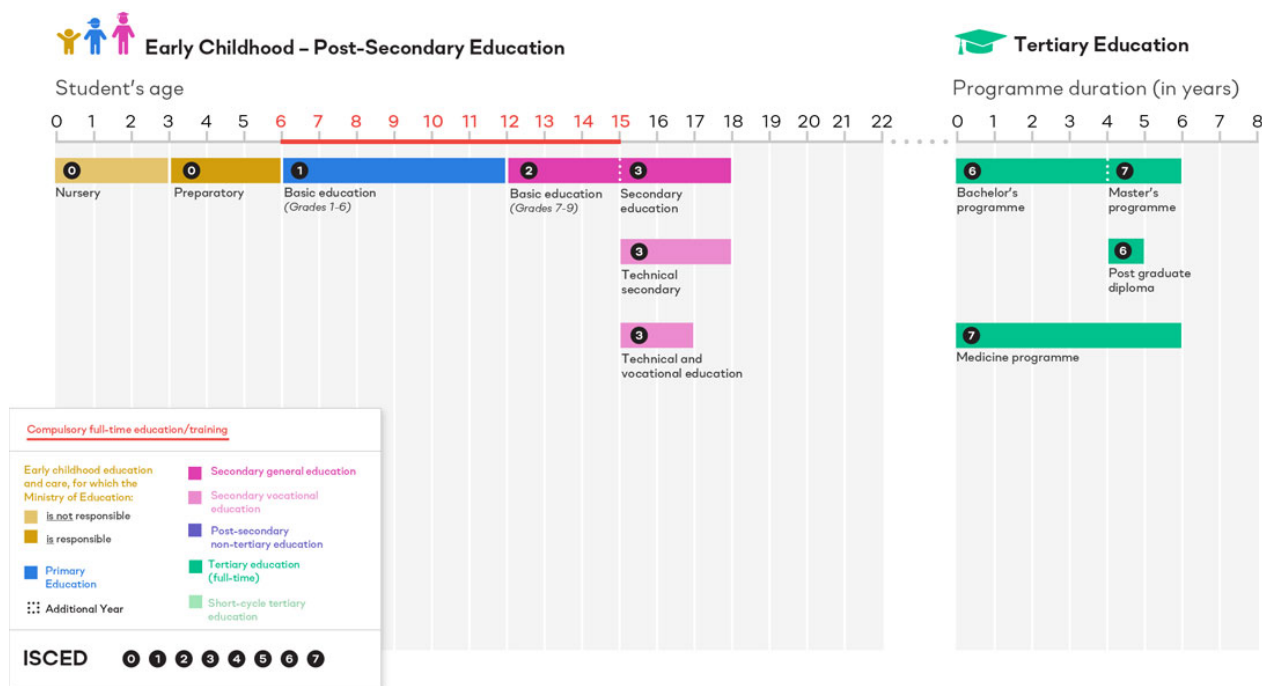 Early Childhood – Post-Secondary Education
Tertiary Education
Student's age
Programme duration (in years)
0 1 2 3 4 5 6 7 8 9 10 11 12 13 14 15 16 17 18 19 20 21 22
0 1 2 3 4 5 6 7 8
0
Nursery
0
Preparatory
1
Basic education
(Grades 1-6)
2
Basic education
(Grades 7-9)
3
Secondary
education
3
Technical
secondary
3
Technical and
vocational education
6
Bachelor's
programme
7
Master's
programme
6
Post graduate
diploma
7
Medicine programme
Compulsory full-time education/training
Early childhood education
and care, for which the
Ministry of Education:
is not responsible
is responsible
Primary
Education
Additional Year
Secondary general education
Secondary vocational
education
Post-secondary
non-tertiary education
Tertiary education
(full-time)
Short-cycle tertiary
education
ISCED 0 1 2 3 4 5 6 7